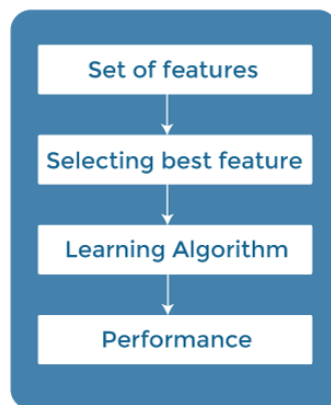 Set of features
Selecting best feature
Learning Algorithm
Performance